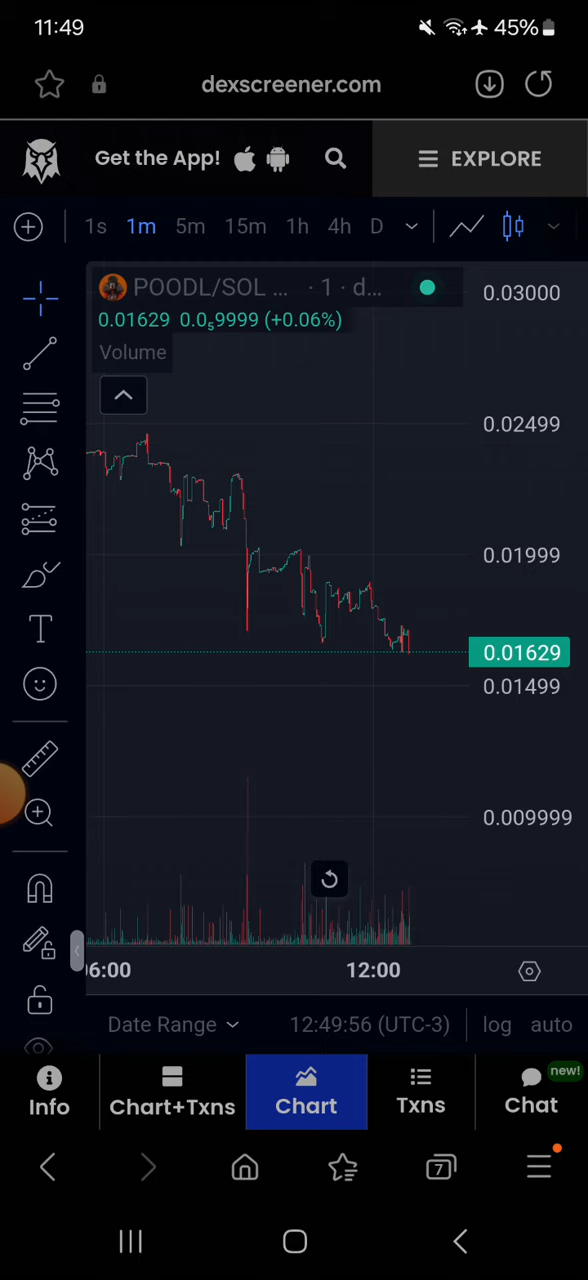 11:49
45%
dexscreener.com
Get the App!
EXPLORE
1s 1m 5m 15m 1h 4h D
POODL/SOL ... · 1 · d...
0.01629 0.0₅9999 (+0.06%)
Volume
0.03000
0.02499
0.01999
0.01629
0.01499
0.009999
T
06:00 12:00
Date Range 12:49:56 (UTC-3) log auto
new!
Info Chart+Txns Chart Txns Chat
7